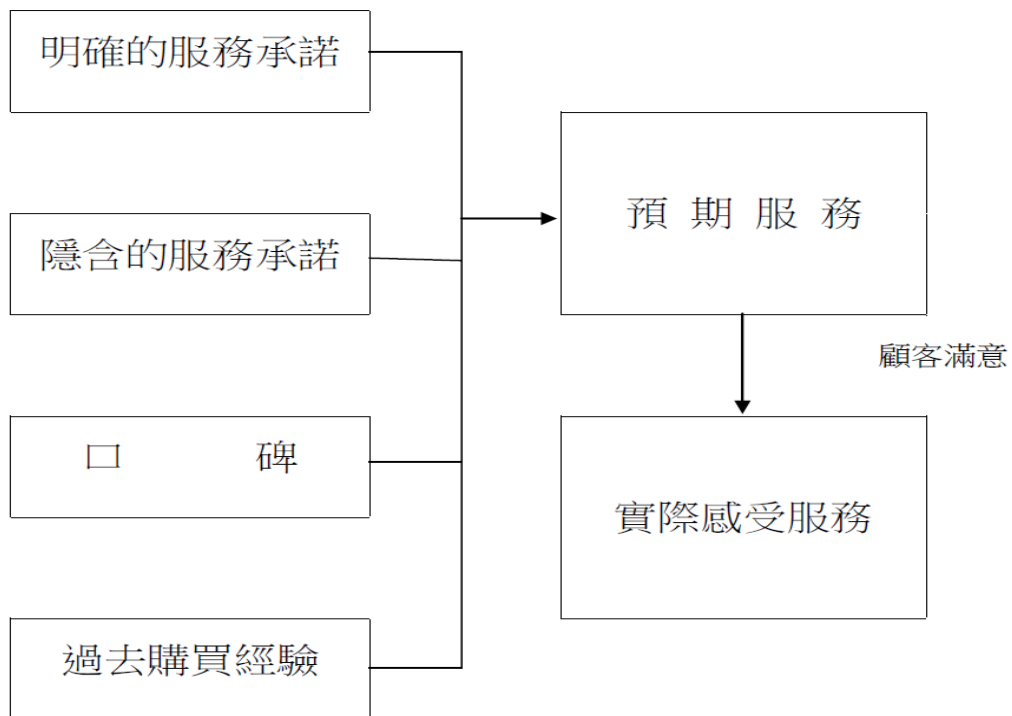 明確的服務承諾
隱含的服務承諾
口 碑
過去購買經驗
預 期 服 務
顧客滿意
實際感受服務